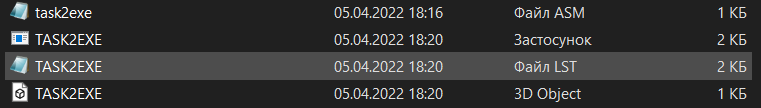 task2exe 05.04.2022 18:16 Файл ASM 1 КБ
TASK2EXE 05.04.2022 18:20 Застосунок 2 КБ
TASK2EXE 05.04.2022 18:20 Файл LST 2 КБ
TASK2EXE 05.04.2022 18:20 3D Object 1 КБ